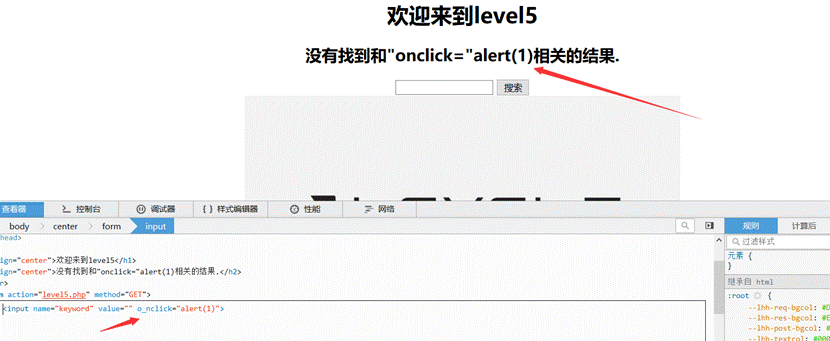 欢迎来到level5
没有找到和"onclick="alert(1)相关的结果.
搜索
查看器 控制台 调试器 { } 样式编辑器 性能 网络
body center form input 规则 计算后
head>
过滤样式
元素 {
}
ign="center">欢迎来到level5</h1>
ign="center">没有找到和"onclick="alert(1)相关的结果.</h2>
r>
m action="level5.php" method="GET">
<input name="keyword" value="" o_nclick="alert(1)">
继承自 html
:root {
--lhh-req-bgcol: #D
--lhh-res-bgcol: #E
--lhh-post-bgcol: #
--lhh-textcol: #000